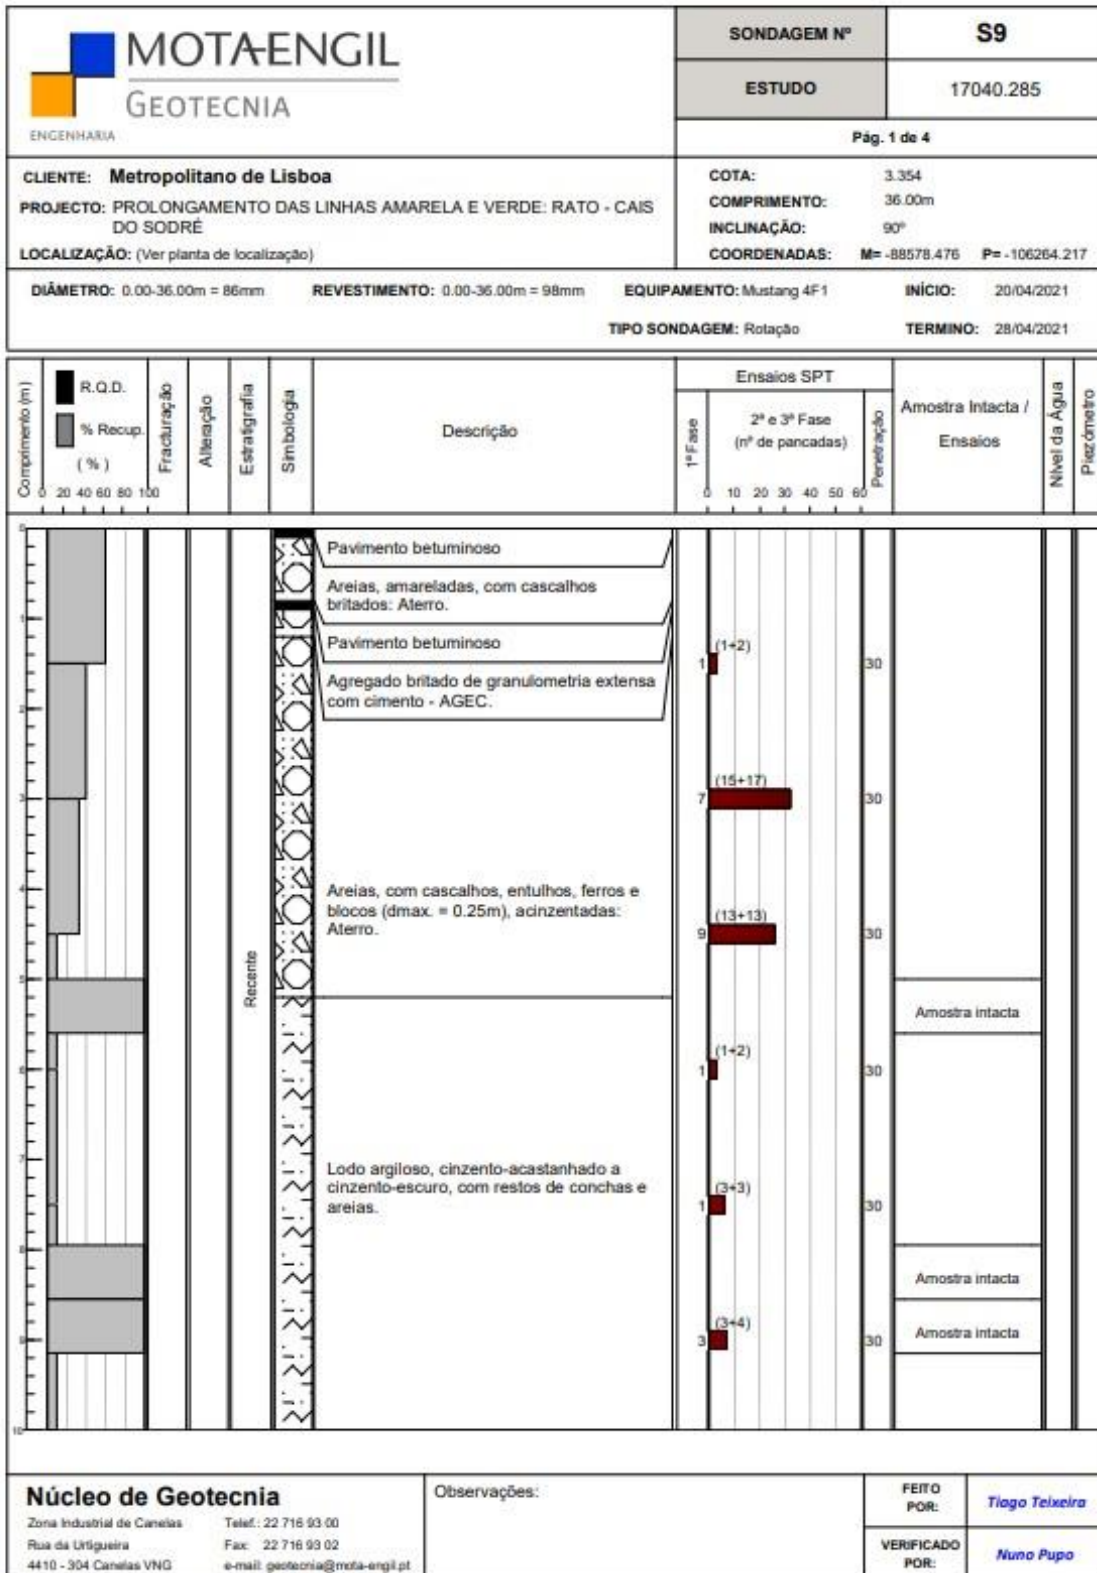 MOTA-ENGIL
GEOTECNIA
ENGENHARIA
SONDAGEM Nº S9
ESTUDO 17040.285
Pág. 1 de 4
CLIENTE: Metropolitano de Lisboa
PROJECTO: PROLONGAMENTO DAS LINHAS AMARELA E VERDE: RATO - CAIS
DO SODRÉ
LOCALIZAÇÃO: (Ver planta de localização)
COTA: 3.354
COMPRIMENTO: 36.00m
INCLINAÇÃO: 90º
COORDENADAS: M= -88578.476 P= -106264.217
DIÂMETRO: 0.00-36.00m = 86mm REVESTIMENTO: 0.00-36.00m = 98mm EQUIPAMENTO: Mustang 4F1 INÍCIO: 20/04/2021
TIPO SONDAGEM: Rotação TERMINO: 28/04/2021
Comprimento (m)
R.Q.D.
% Recup.
( % )
0 20 40 60 80 100
Fracturação
Alteração
Estratigrafia
Simbologia
Descrição
Ensaios SPT
1ª Fase
2ª e 3ª Fase
(nº de pancadas)
0 10 20 30 40 50 60
Penetração
Amostra Intacta /
Ensaios
Nível da Água
Piezómetro
0
Pavimento betuminoso
Areias, amareladas, com cascalhos
britados: Aterro.
1
Pavimento betuminoso
(1+2)
1 30
Agregado britado de granulometria extensa
com cimento - AGEC.
2
(15+17)
3 7 30
4
Areias, com cascalhos, entulhos, ferros e
blocos (dmax. = 0.25m), acinzentadas:
Aterro.
(13+13)
9 30
Recente
5
Amostra intacta
(1+2)
6 1 30
7
Lodo argiloso, cinzento-acastanhado a
cinzento-escuro, com restos de conchas e
areias.
(3+3)
1 30
8
Amostra intacta
(3+4)
Amostra intacta
9 3 30
10
Núcleo de Geotecnia
Zona Industrial de Canelas Telef.: 22 716 93 00
Rua da Urtigueira Fax: 22 716 93 02
4410 - 304 Canelas VNG e-mail: geotecnia@mota-engil.pt
Observações:
FEITO
POR: Tiago Teixeira
VERIFICADO
POR: Nuno Pupo